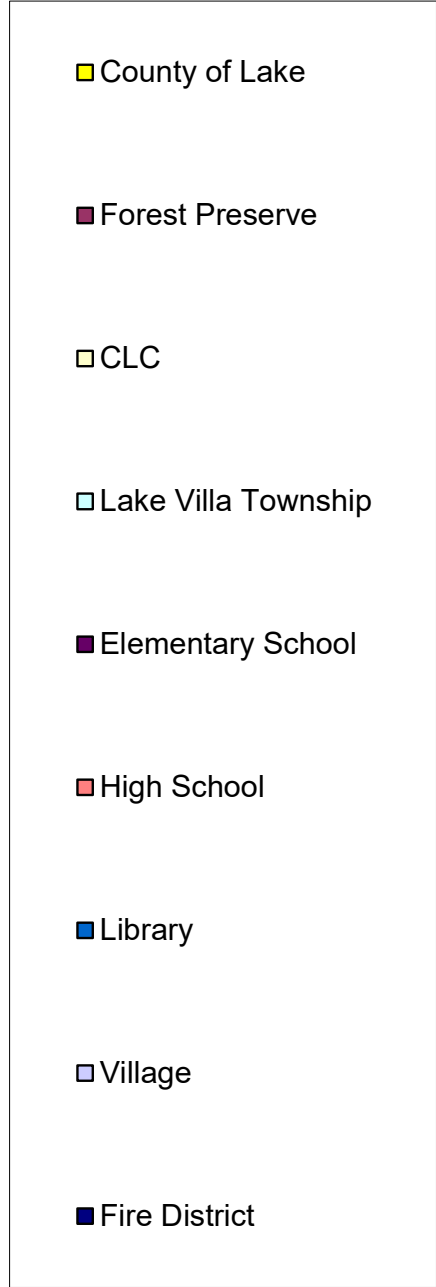 County of Lake
Forest Preserve
CLC
Lake Villa Township
Elementary School
High School
Library
Village
Fire District